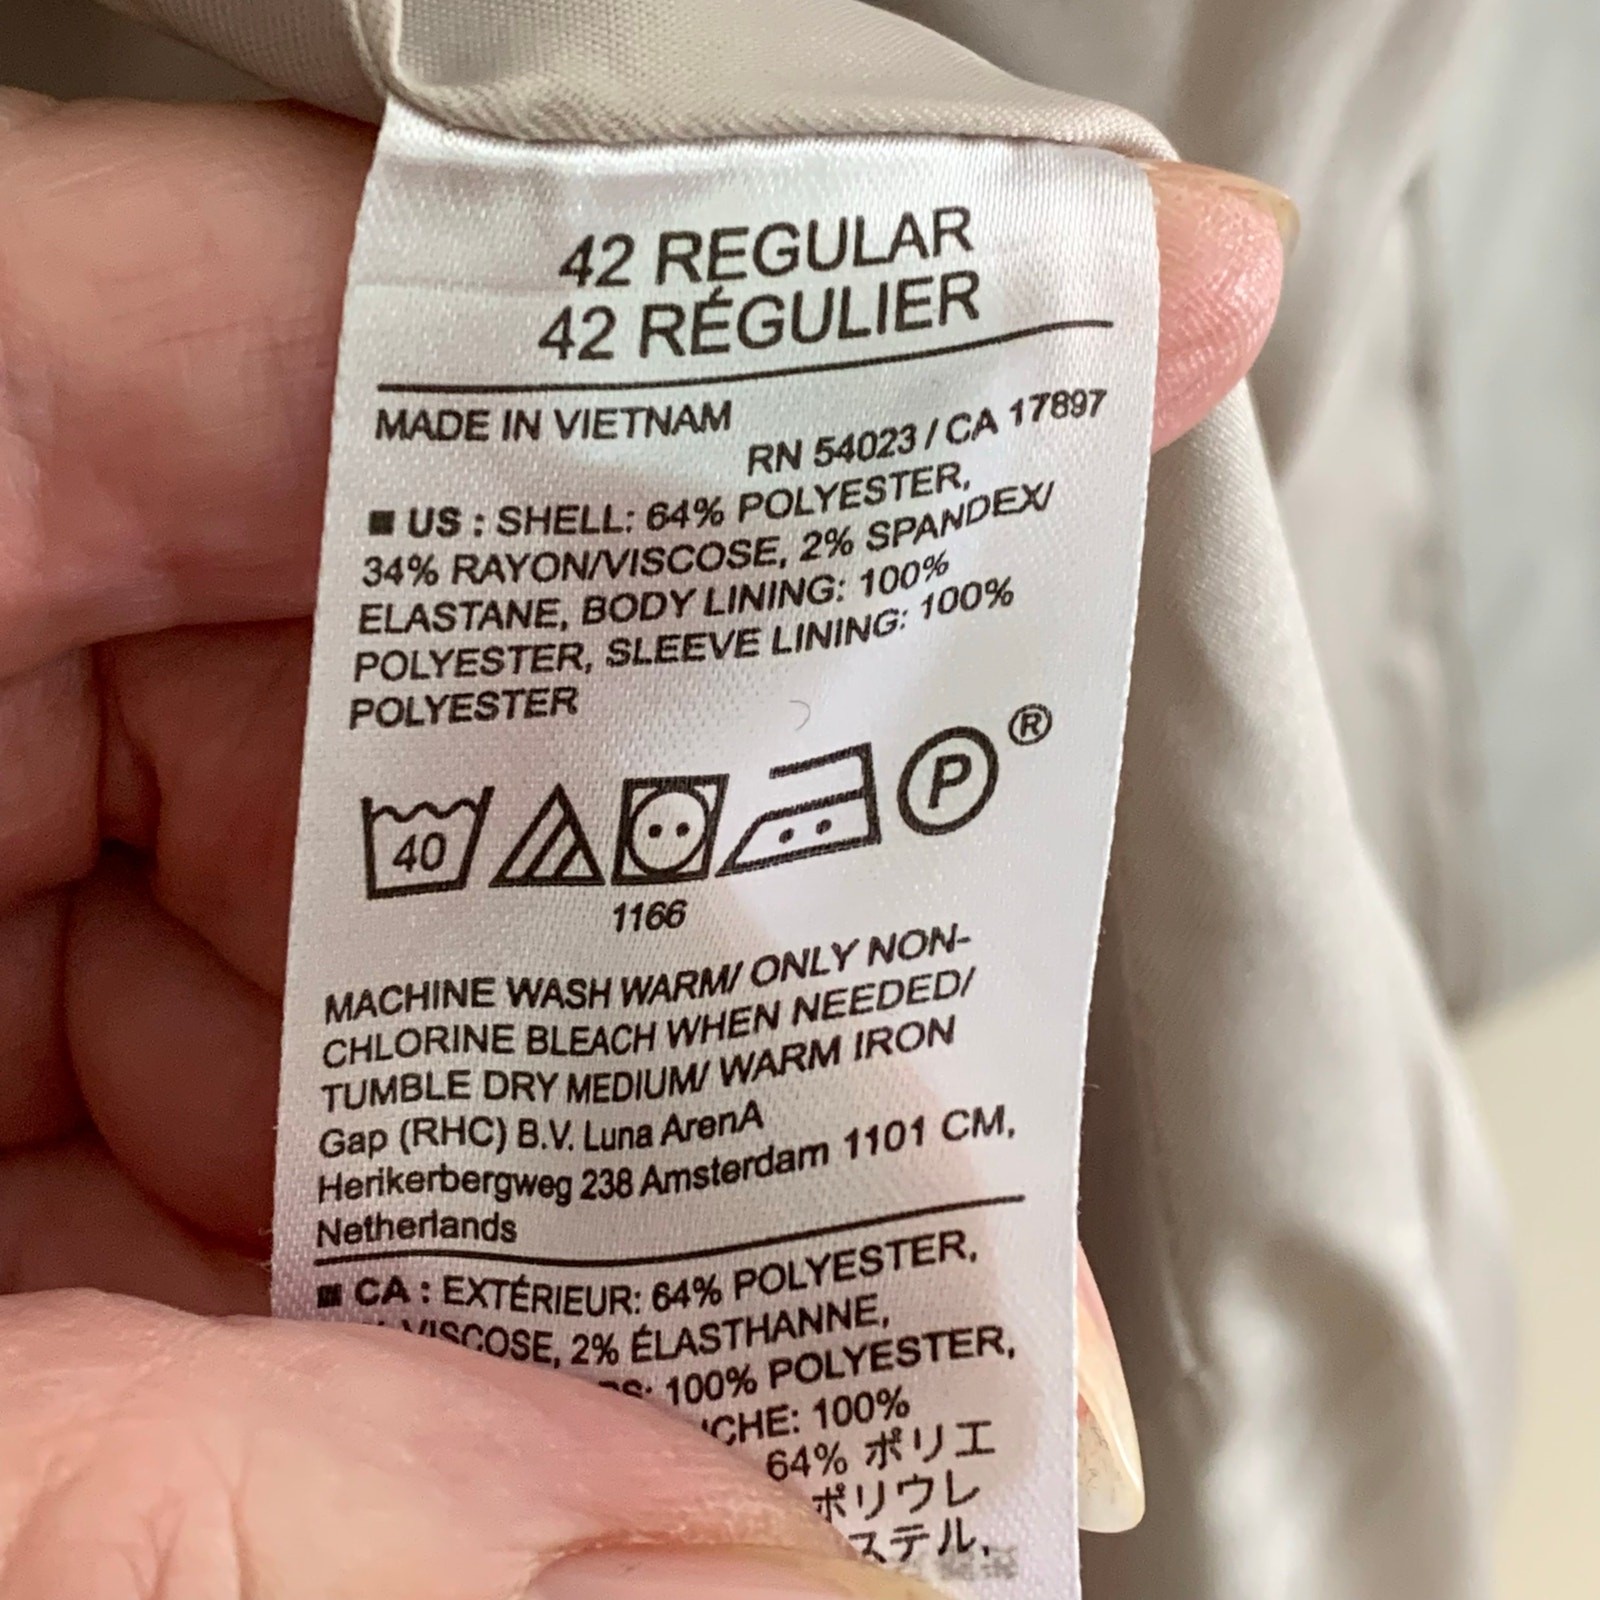 42 REGULAR
42 RÉGULIER
MADE IN VIETNAM
RN 54023 / CA 17897
■ US : SHELL: 64% POLYESTER,
34% RAYON/VISCOSE, 2% SPANDEX/
ELASTANE, BODY LINING: 100%
POLYESTER, SLEEVE LINING: 100%
POLYESTER
40
P ®
1166
MACHINE WASH WARM/ ONLY NON-
CHLORINE BLEACH WHEN NEEDED/
TUMBLE DRY MEDIUM/ WARM IRON
Gap (RHC) B.V. Luna ArenA
Herikerbergweg 238 Amsterdam 1101 CM,
Netherlands
■ CA : EXTÉRIEUR: 64% POLYESTER,
VISCOSE, 2% ÉLASTHANNE,
100% POLYESTER,
100%
64% ポリエ
ポリウレ
ステル,